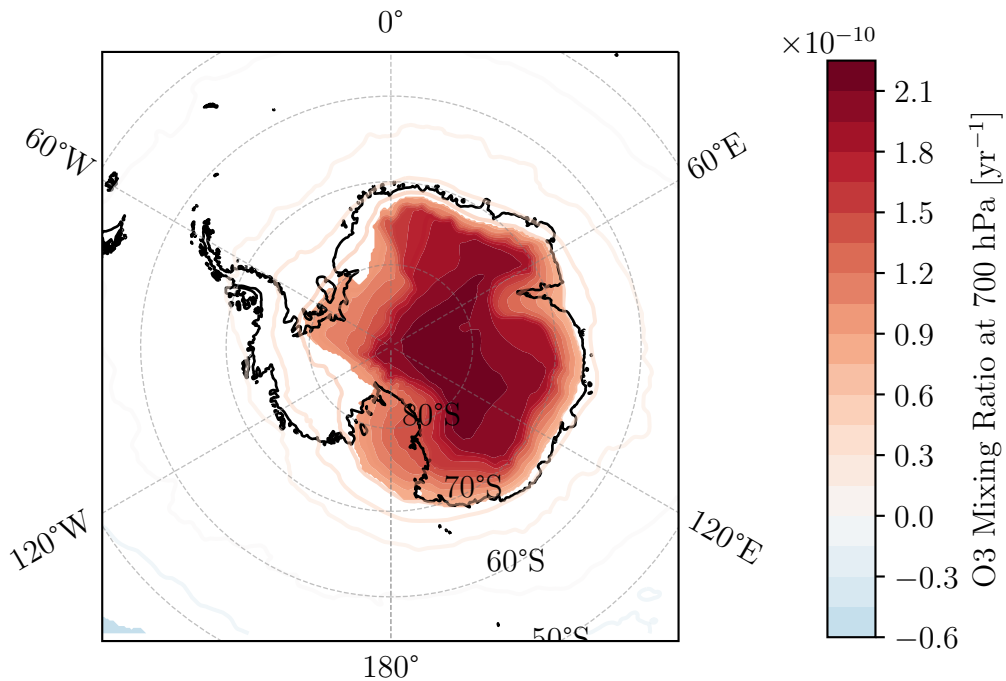 0°
×10⁻¹⁰
60°W
60°E
80°S
70°S
60°S
50°S
120°W
120°E
180°
2.1
1.8
1.5
1.2
0.9
0.6
0.3
0.0
−0.3
−0.6
O3 Mixing Ratio at 700 hPa [yr⁻¹]